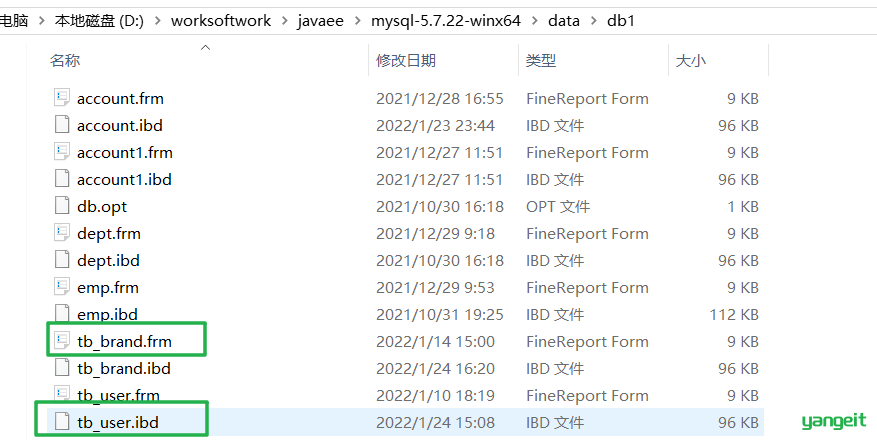 电脑 > 本地磁盘 (D:) > worksoftwork > javaee > mysql-5.7.22-winx64 > data > db1
名称 修改日期 类型 大小
account.frm 2021/12/28 16:55 FineReport Form 9 KB
account.ibd 2022/1/23 23:44 IBD 文件 96 KB
account1.frm 2021/12/27 11:51 FineReport Form 9 KB
account1.ibd 2021/12/27 11:51 IBD 文件 96 KB
db.opt 2021/10/30 16:18 OPT 文件 1 KB
dept.frm 2021/12/29 9:18 FineReport Form 9 KB
dept.ibd 2021/10/30 16:18 IBD 文件 96 KB
emp.frm 2021/12/29 9:53 FineReport Form 9 KB
emp.ibd 2021/10/31 19:25 IBD 文件 112 KB
tb_brand.frm 2022/1/14 15:00 FineReport Form 9 KB
tb_brand.ibd 2022/1/24 16:20 IBD 文件 96 KB
tb_user.frm 2022/1/10 18:19 FineReport Form 9 KB
tb_user.ibd 2022/1/24 15:08 IBD 文件 96 KB
yangeit